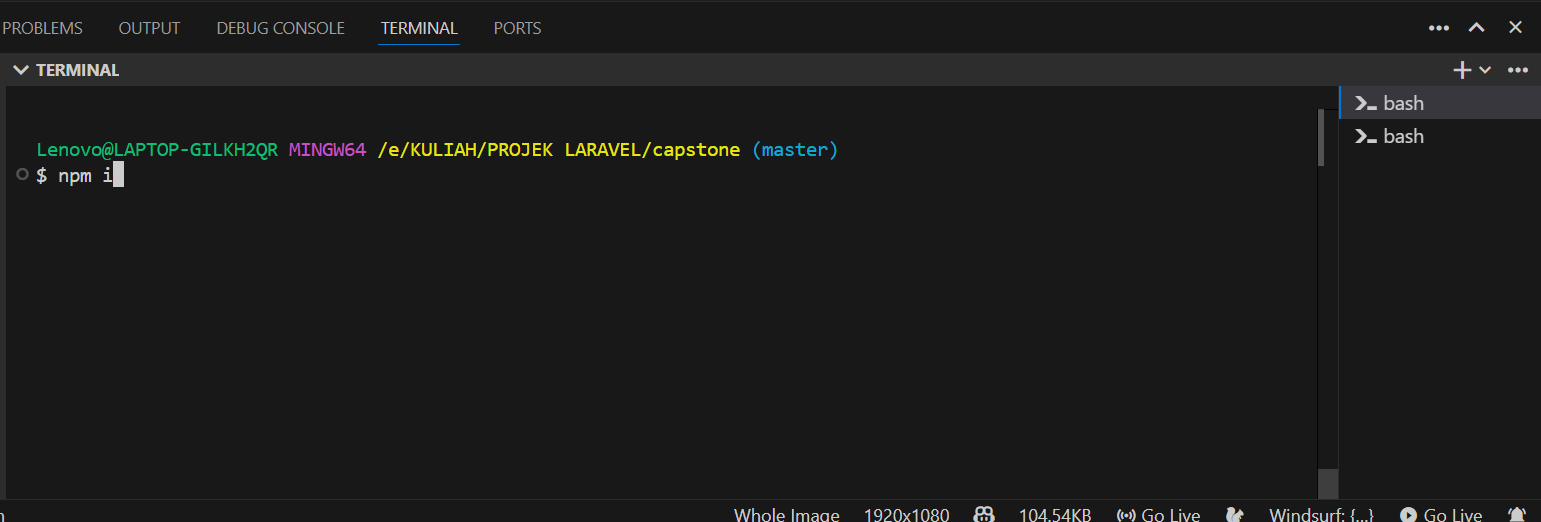 PROBLEMS OUTPUT DEBUG CONSOLE TERMINAL PORTS
TERMINAL
bash
bash
Lenovo@LAPTOP-GILKH2QR MINGW64 /e/KULIAH/PROJEK LARAVEL/capstone (master)
$ npm i
Whole Image 1920x1080 104.54KB Go Live Windsurf: {...} Go Live